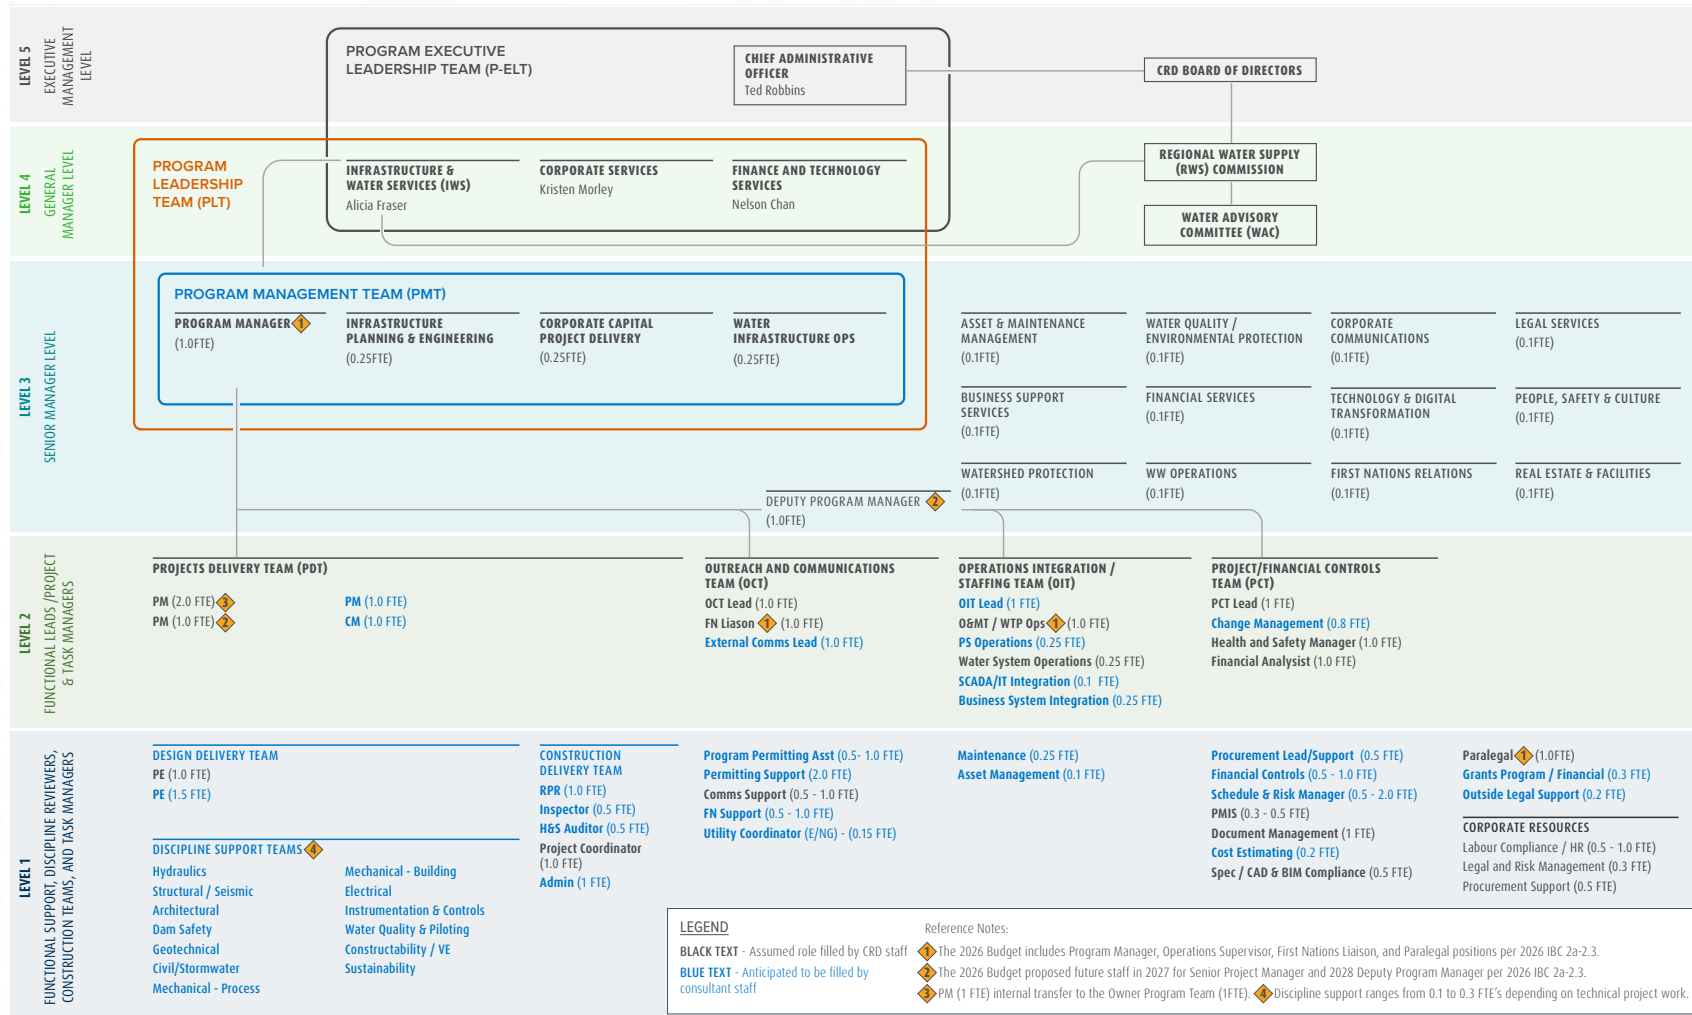 LEVEL 5
EXECUTIVE
MANAGEMENT
LEVEL
PROGRAM EXECUTIVE
LEADERSHIP TEAM (P-ELT)
CHIEF ADMINISTRATIVE
OFFICER
Ted Robbins
CRD BOARD OF DIRECTORS
LEVEL 4
GENERAL
MANAGER LEVEL
PROGRAM
LEADERSHIP
TEAM (PLT)
INFRASTRUCTURE &
WATER SERVICES (IWS)
Alicia Fraser
CORPORATE SERVICES
Kristen Morley
FINANCE AND TECHNOLOGY
SERVICES
Nelson Chan
REGIONAL WATER SUPPLY
(RWS) COMMISSION
WATER ADVISORY
COMMITTEE (WAC)
LEVEL 3
SENIOR MANAGER LEVEL
PROGRAM MANAGEMENT TEAM (PMT)
PROGRAM MANAGER 1
(1.0FTE)
INFRASTRUCTURE
PLANNING & ENGINEERING
(0.25FTE)
CORPORATE CAPITAL
PROJECT DELIVERY
(0.25FTE)
WATER
INFRASTRUCTURE OPS
(0.25FTE)
ASSET & MAINTENANCE
MANAGEMENT
(0.1FTE)
WATER QUALITY /
ENVIRONMENTAL PROTECTION
(0.1FTE)
CORPORATE
COMMUNICATIONS
(0.1FTE)
LEGAL SERVICES
(0.1FTE)
BUSINESS SUPPORT
SERVICES
(0.1FTE)
FINANCIAL SERVICES
(0.1FTE)
TECHNOLOGY & DIGITAL
TRANSFORMATION
(0.1FTE)
PEOPLE, SAFETY & CULTURE
(0.1FTE)
WATERSHED PROTECTION
(0.1FTE)
WW OPERATIONS
(0.1FTE)
FIRST NATIONS RELATIONS
(0.1FTE)
REAL ESTATE & FACILITIES
(0.1FTE)
DEPUTY PROGRAM MANAGER 2
(1.0FTE)
LEVEL 2
FUNCTIONAL LEADS /PROJECT
& TASK MANAGERS
PROJECTS DELIVERY TEAM (PDT)
PM (2.0 FTE) 3
PM (1.0 FTE) 2
PM (1.0 FTE)
CM (1.0 FTE)
OUTREACH AND COMMUNICATIONS
TEAM (OCT)
OCT Lead (1.0 FTE)
FN Liason 1 (1.0 FTE)
External Comms Lead (1.0 FTE)
OPERATIONS INTEGRATION /
STAFFING TEAM (OIT)
OIT Lead (1 FTE)
O&MT / WTP Ops 1 (1.0 FTE)
PS Operations (0.25 FTE)
Water System Operations (0.25 FTE)
SCADA/IT Integration (0.1 FTE)
Business System Integration (0.25 FTE)
PROJECT/FINANCIAL CONTROLS
TEAM (PCT)
PCT Lead (1 FTE)
Change Management (0.8 FTE)
Health and Safety Manager (1.0 FTE)
Financial Analysist (1.0 FTE)
LEVEL 1
FUNCTIONAL SUPPORT, DISCIPLINE REVIEWERS,
CONSTRUCTION TEAMS, AND TASK MANAGERS
DESIGN DELIVERY TEAM
PE (1.0 FTE)
PE (1.5 FTE)
DISCIPLINE SUPPORT TEAMS 4
Hydraulics
Structural / Seismic
Architectural
Dam Safety
Geotechnical
Civil/Stormwater
Mechanical - Process
Mechanical - Building
Electrical
Instrumentation & Controls
Water Quality & Piloting
Constructability / VE
Sustainability
CONSTRUCTION
DELIVERY TEAM
RPR (1.0 FTE)
Inspector (0.5 FTE)
H&S Auditor (0.5 FTE)
Project Coordinator
(1.0 FTE)
Admin (1 FTE)
Program Permitting Asst (0.5- 1.0 FTE)
Permitting Support (2.0 FTE)
Comms Support (0.5 - 1.0 FTE)
FN Support (0.5 - 1.0 FTE)
Utility Coordinator (E/NG) - (0.15 FTE)
Maintenance (0.25 FTE)
Asset Management (0.1 FTE)
Procurement Lead/Support (0.5 FTE)
Financial Controls (0.5 - 1.0 FTE)
Schedule & Risk Manager (0.5 - 2.0 FTE)
PMIS (0.3 - 0.5 FTE)
Document Management (1 FTE)
Cost Estimating (0.2 FTE)
Spec / CAD & BIM Compliance (0.5 FTE)
Paralegal 1 (1.0FTE)
Grants Program / Financial (0.3 FTE)
Outside Legal Support (0.2 FTE)
CORPORATE RESOURCES
Labour Compliance / HR (0.5 - 1.0 FTE)
Legal and Risk Management (0.3 FTE)
Procurement Support (0.5 FTE)
LEGEND
BLACK TEXT - Assumed role filled by CRD staff
BLUE TEXT - Anticipated to be filled by
consultant staff
Reference Notes:
1 The 2026 Budget includes Program Manager, Operations Supervisor, First Nations Liaison, and Paralegal positions per 2026 IBC 2a-2.3.
2 The 2026 Budget proposed future staff in 2027 for Senior Project Manager and 2028 Deputy Program Manager per 2026 IBC 2a-2.3.
3 PM (1 FTE) internal transfer to the Owner Program Team (1FTE). 4 Discipline support ranges from 0.1 to 0.3 FTE's depending on technical project work.